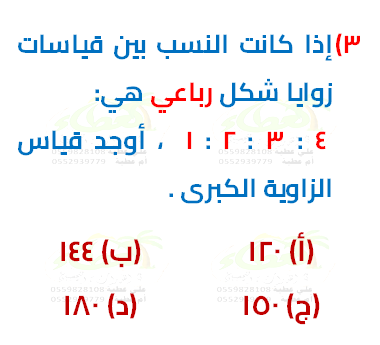 ٣) إذا كانت النسب بين قياسات
زوايا شكل رباعي هي:
٤ : ٣ : ٢ : ١ ، أوجد قياس
الزاوية الكبرى .
(أ) ١٢٠ (ب) ١٤٤
(ج) ١٥٠ (د) ١٨٠